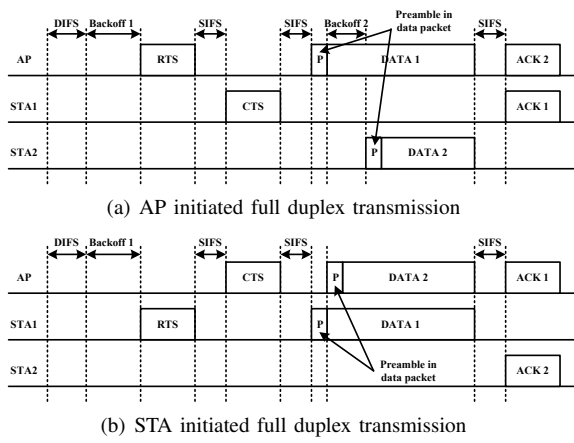 DIFS Backoff 1 SIFS SIFS Backoff 2 Preamble in data packet SIFS
AP RTS P DATA 1 ACK 2
STA1 CTS ACK 1
STA2 P DATA 2
(a) AP initiated full duplex transmission
DIFS Backoff 1 SIFS SIFS SIFS
AP CTS P DATA 2 ACK 1
STA1 RTS P DATA 1
Preamble in
data packet
STA2 ACK 2
(b) STA initiated full duplex transmission